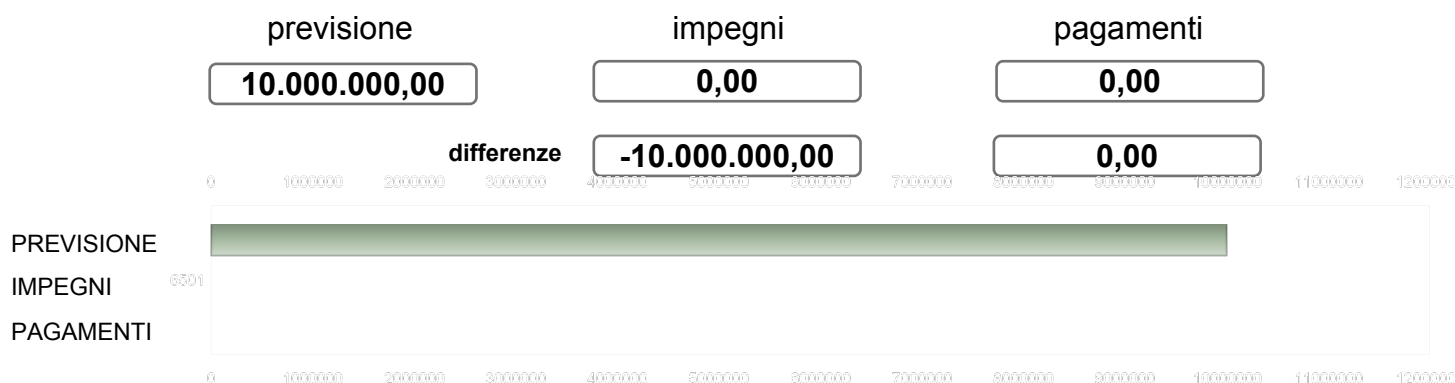 previsione impegni pagamenti
10.000.000,00 0,00 0,00
differenze -10.000.000,00 0,00
0 1000000 2000000 3000000 4000000 5000000 6000000 7000000 8000000 9000000 10000000 11000000 1200000
PREVISIONE
6501
IMPEGNI
PAGAMENTI
0 1000000 2000000 3000000 4000000 5000000 6000000 7000000 8000000 9000000 10000000 11000000 1200000